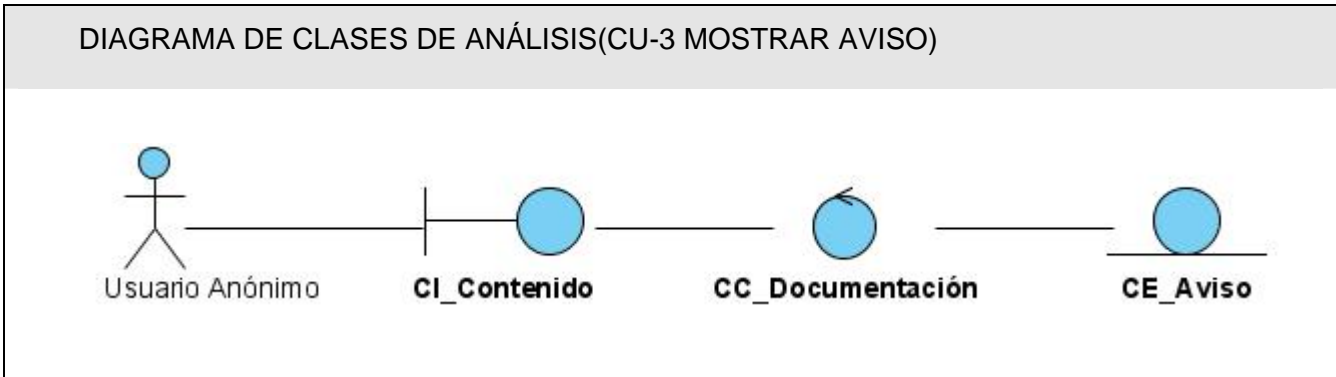 DIAGRAMA DE CLASES DE ANÁLISIS(CU-3 MOSTRAR AVISO)
Usuario Anónimo CI_Contenido CC_Documentación CE_Aviso